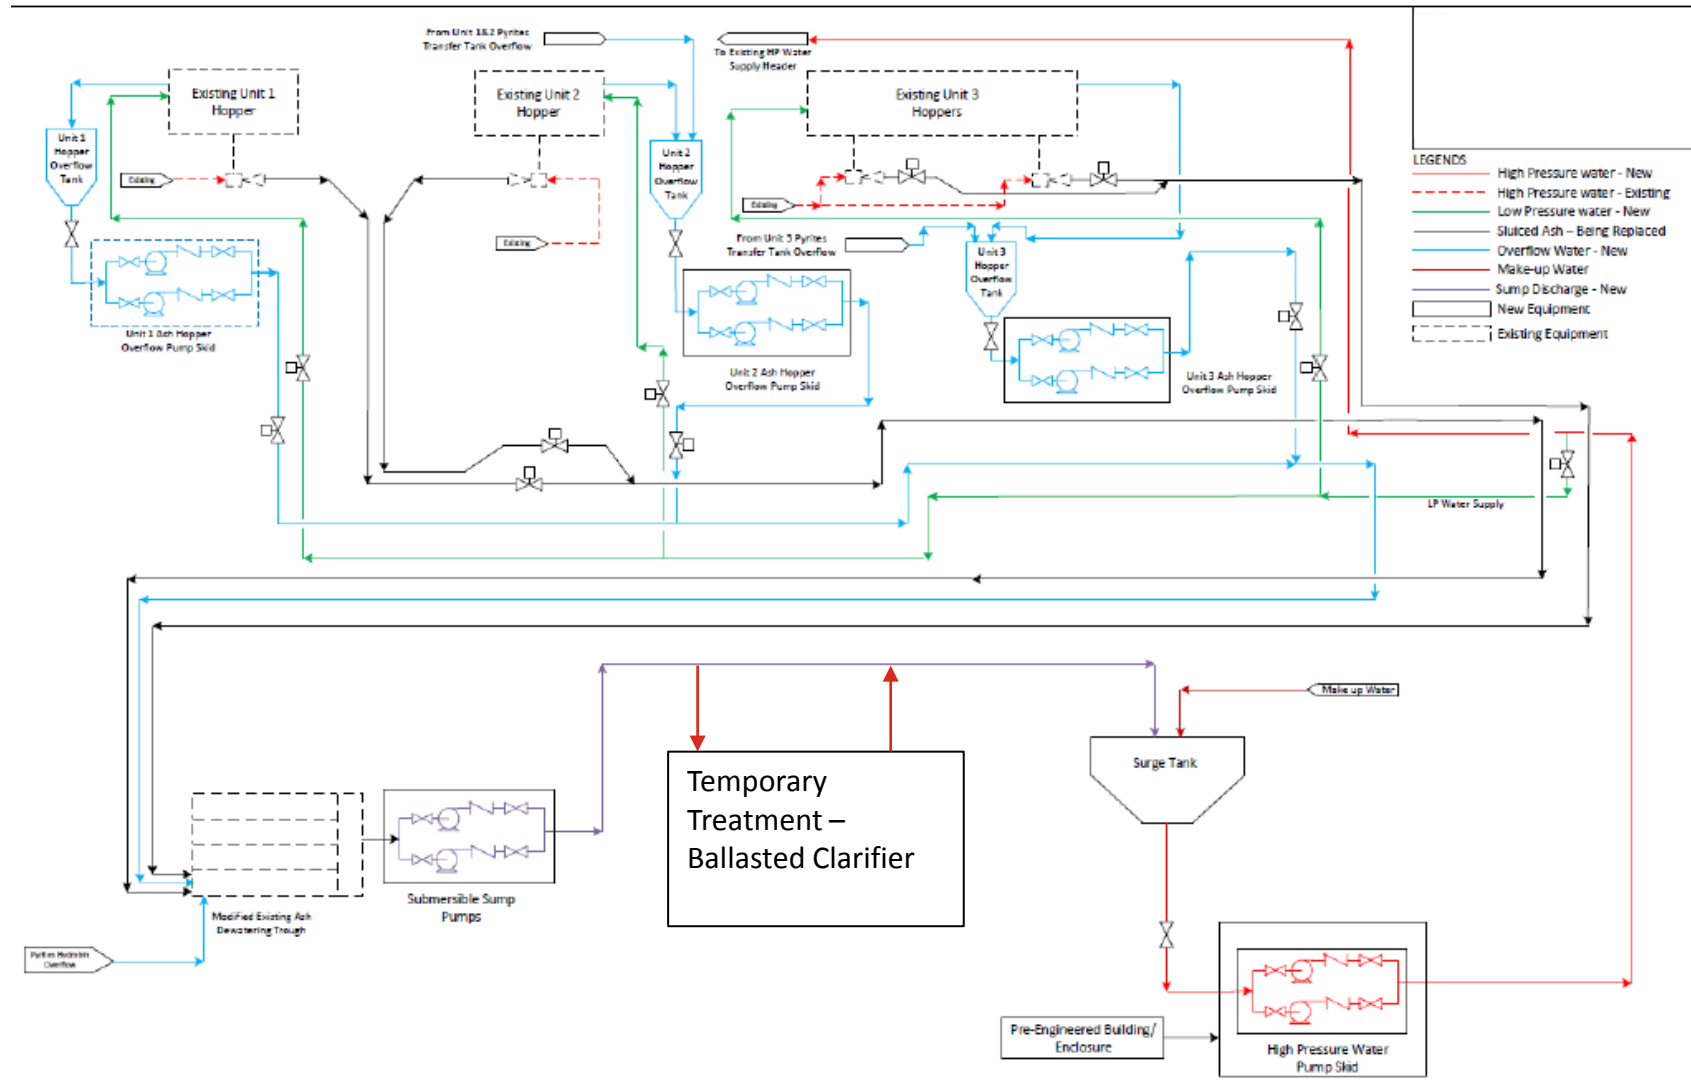 From Unit 1&2 Pyrites
Transfer Tank Overflow
To Existing HP Water
Supply Header
Existing Unit 1
Hopper
Existing Unit 2
Hopper
Existing Unit 3
Hoppers
Unit 1
Hopper
Overflow
Tank
Unit 2
Hopper
Overflow
Tank
Existing
Existing
Existing
From Unit 3 Pyrites
Transfer Tank Overflow
Unit 3
Hopper
Overflow
Tank
Unit 1 Ash Hopper
Overflow Pump Skid
Unit 2 Ash Hopper
Overflow Pump Skid
Unit 3 Ash Hopper
Overflow Pump Skid
LEGENDS
High Pressure water - New
High Pressure water - Existing
Low Pressure water - New
Sluiced Ash – Being Replaced
Overflow Water - New
Make-up Water
Sump Discharge - New
New Equipment
Existing Equipment
LP Water Supply
Make up Water
Surge Tank
Temporary
Treatment –
Ballasted Clarifier
Submersible Sump
Pumps
Modified Existing Ash
Dewatering Trough
Pyrites Hydrobin
Overflow
Pre-Engineered Building/
Enclosure
High Pressure Water
Pump Skid